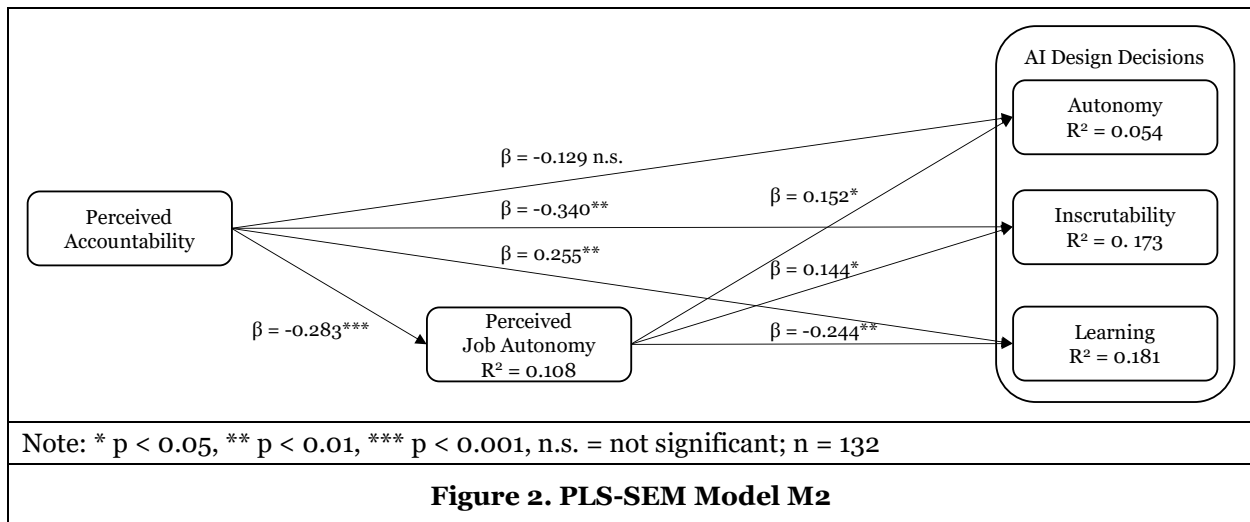 AI Design Decisions
Autonomy
R² = 0.054
β = -0.129 n.s.
β = 0.152*
Perceived
Accountability
β = -0.340**
Inscrutability
R² = 0. 173
β = 0.255**
β = 0.144*
β = -0.283***
Perceived
Job Autonomy
R² = 0.108
β = -0.244**
Learning
R² = 0.181
Note: * p < 0.05, ** p < 0.01, *** p < 0.001, n.s. = not significant; n = 132
Figure 2. PLS-SEM Model M2